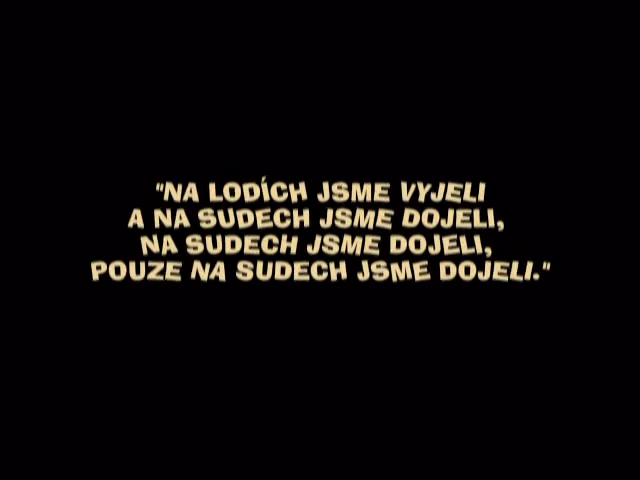 "NA LODÍCH JSME VYJELI
A NA SUDECH JSME DOJELI,
NA SUDECH JSME DOJELI,
POUZE NA SUDECH JSME DOJELI."